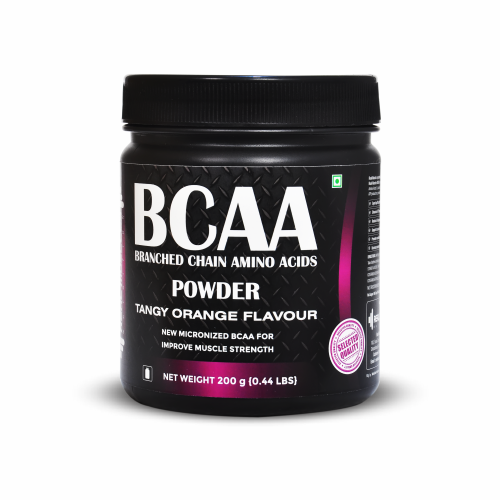 BCAA
BRANCHED CHAIN AMINO ACIDS
POWDER
TANGY ORANGE FLAVOUR
NEW MICRONIZED BCAA FOR
IMPROVE MUSCLE STRENGTH
SELECTED
QUALITY
NET WEIGHT 200 g (0.44 LBS)